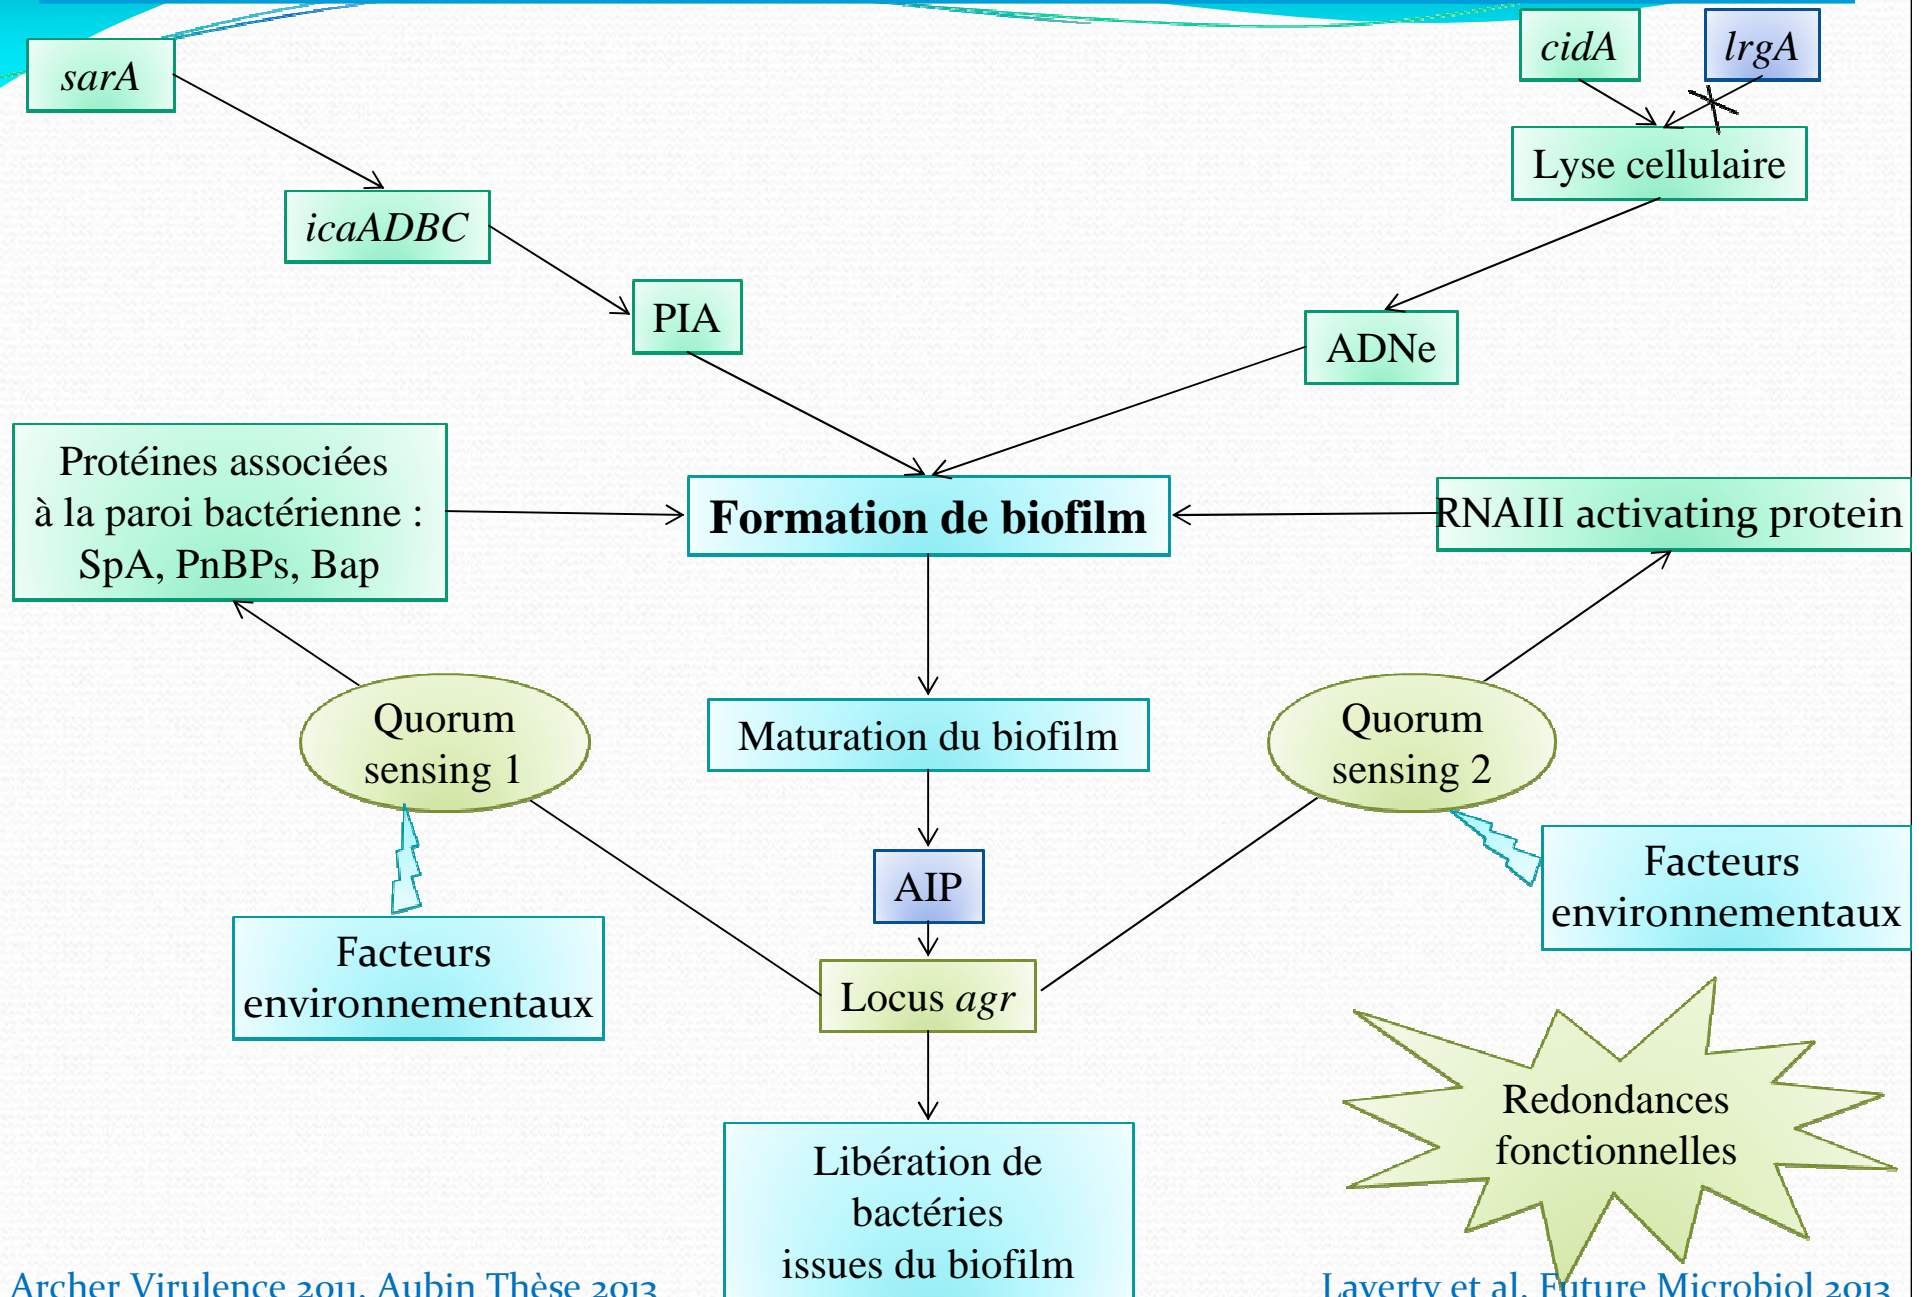 sarA
cidA
lrgA
Lyse cellulaire
icaADBC
PIA
ADNe
Protéines associées
à la paroi bactérienne :
SpA, PnBPs, Bap
Formation de biofilm
RNAIII activating protein
Quorum
sensing 1
Maturation du biofilm
Quorum
sensing 2
AIP
Facteurs
environnementaux
Facteurs
environnementaux
Locus agr
Redondances
fonctionnelles
Libération de
bactéries
issues du biofilm
Archer Virulence 2011, Aubin Thèse 2013
Laverty et al. Future Microbiol 2013